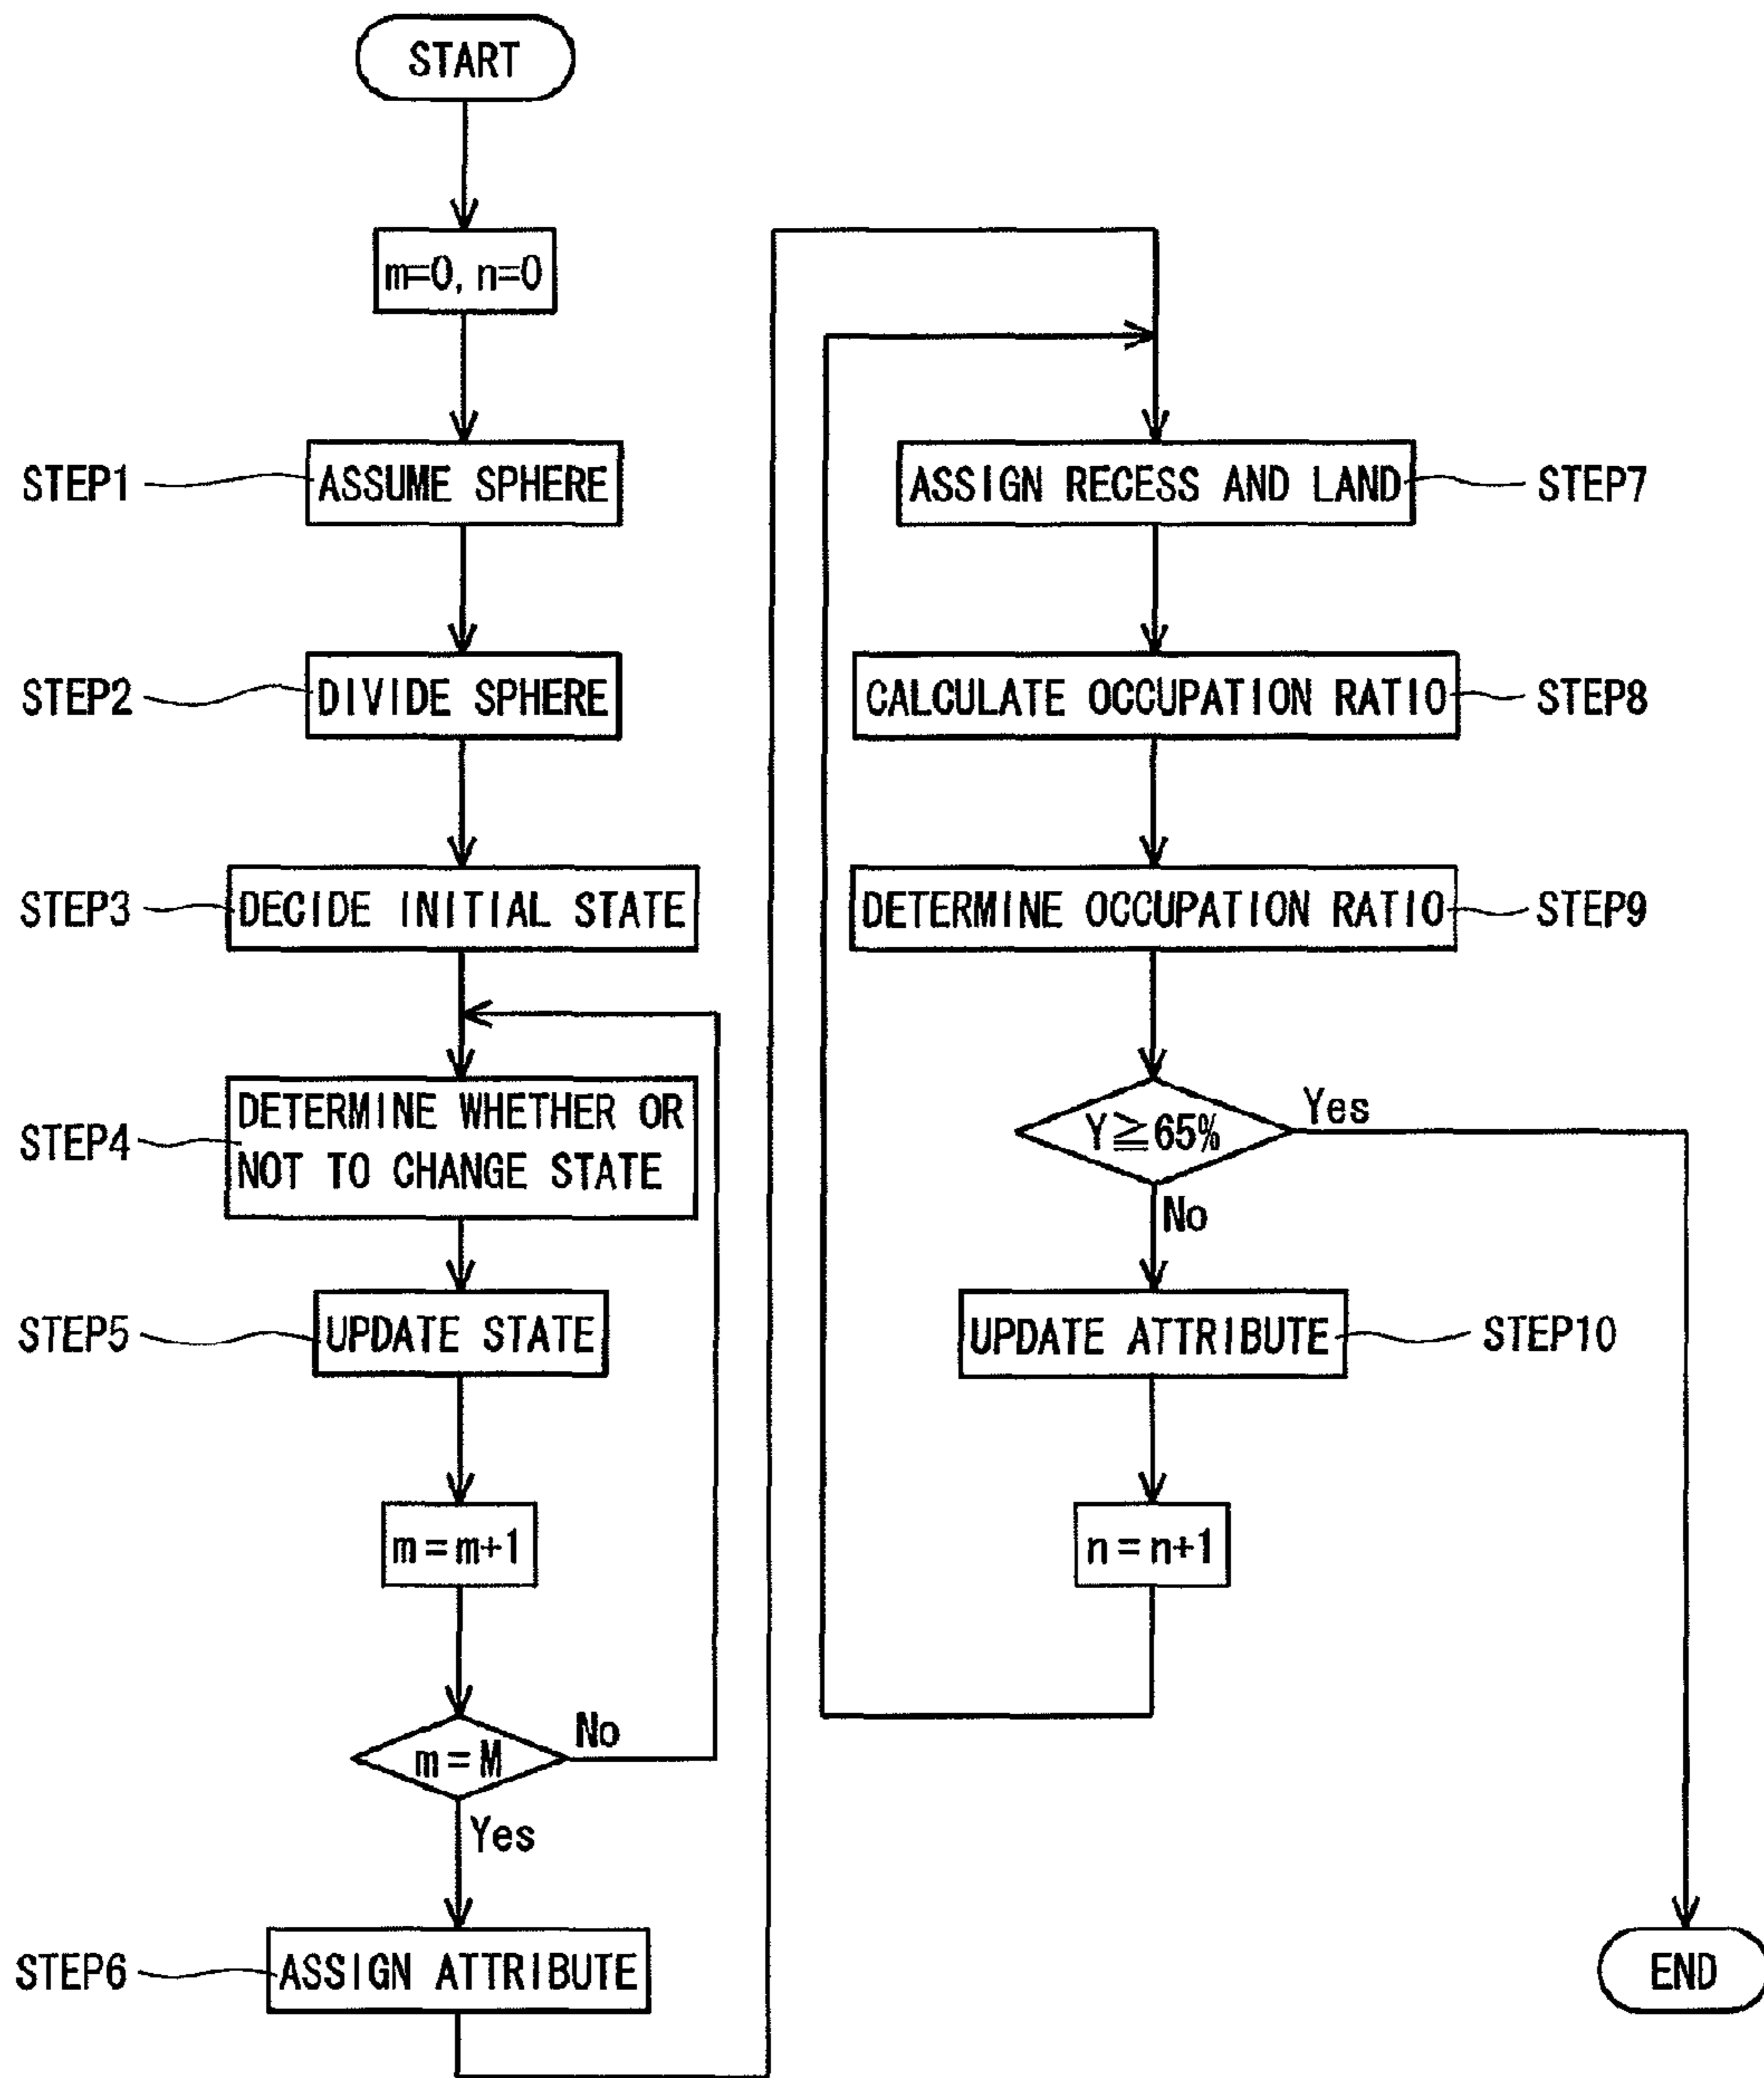 START
m=0, n=0
STEP1
ASSUME SPHERE
STEP2
DIVIDE SPHERE
STEP3
DECIDE INITIAL STATE
STEP4
DETERMINE WHETHER OR
NOT TO CHANGE STATE
STEP5
UPDATE STATE
m=m+1
m=M
No
Yes
STEP6
ASSIGN ATTRIBUTE
ASSIGN RECESS AND LAND
STEP7
CALCULATE OCCUPATION RATIO
STEP8
DETERMINE OCCUPATION RATIO
STEP9
Y≧65%
Yes
No
UPDATE ATTRIBUTE
STEP10
n=n+1
END